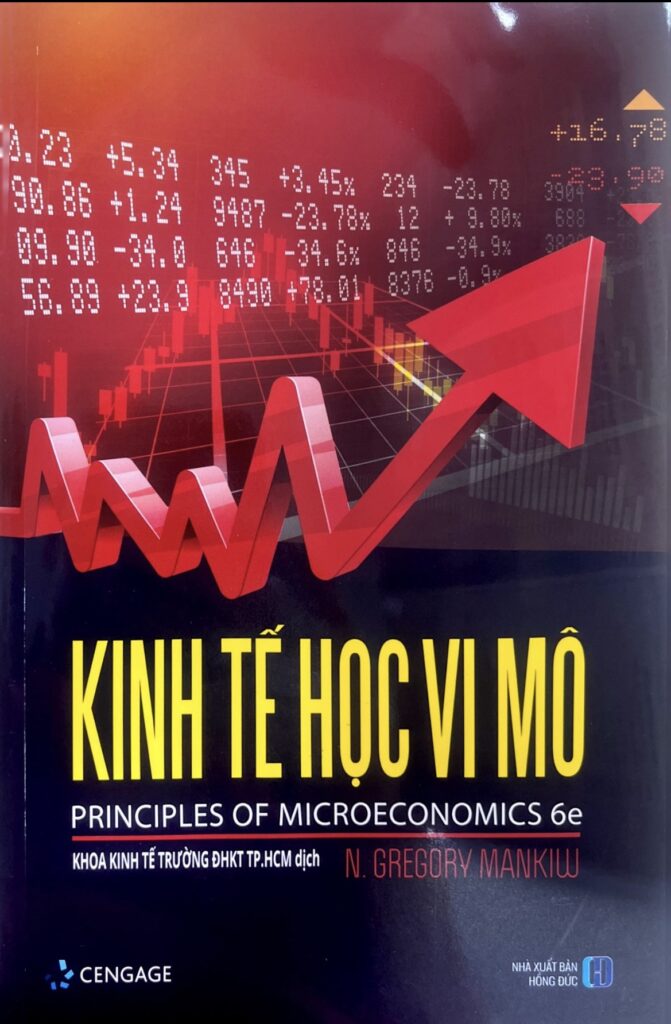 +16.78
0.23 +5.34 345 +3.45% 234 -23.78 3904
-23.90
90.86 +1.24 9487 -23.78% 12 + 9.80% 688
09.90 -34.0 646 -34.6% 846 -34.9%
56.89 +23.9 8490 +78.01 8376 -0.9%
KINH TẾ HỌC VI MÔ
PRINCIPLES OF MICROECONOMICS 6e
KHOA KINH TẾ TRƯỜNG ĐHKT TP.HCM dịch N. GREGORY MANKIW
CENGAGE
NHÀ XUẤT BẢN
HỒNG ĐỨC